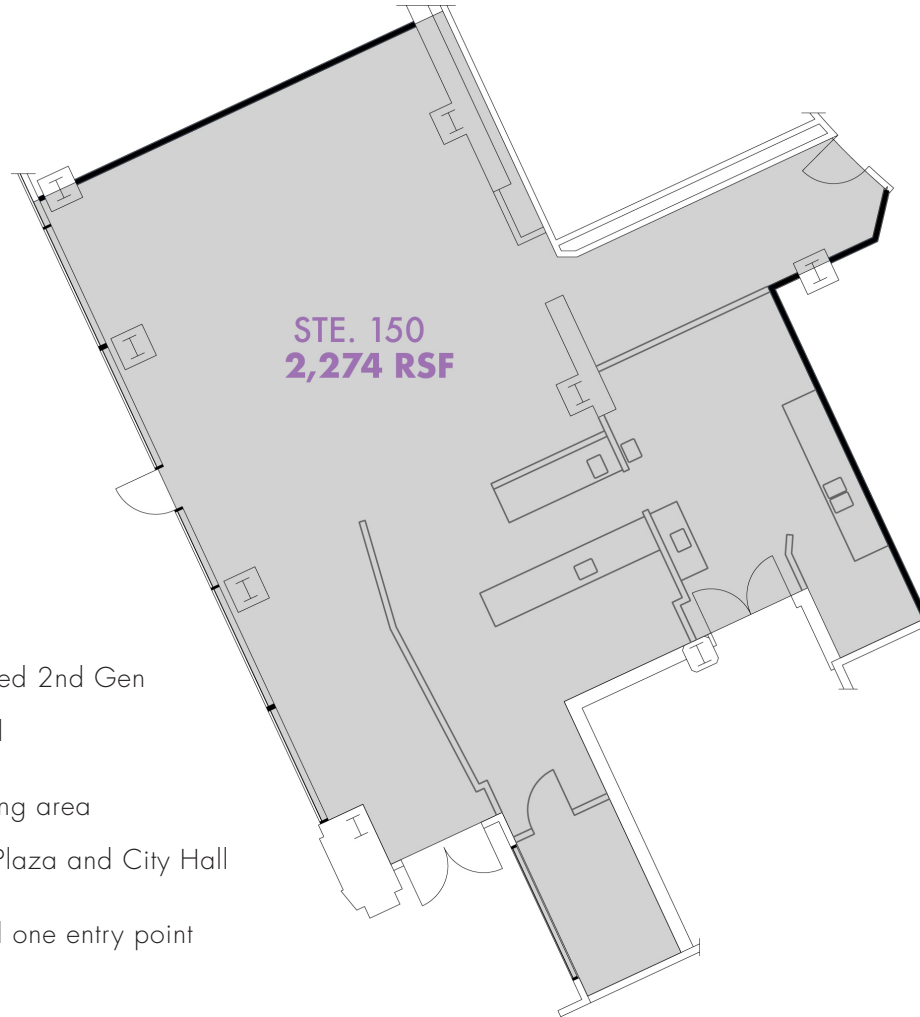 STE. 150
2,274 RSF
ed 2nd Gen
ng area
Plaza and City Hall
one entry point